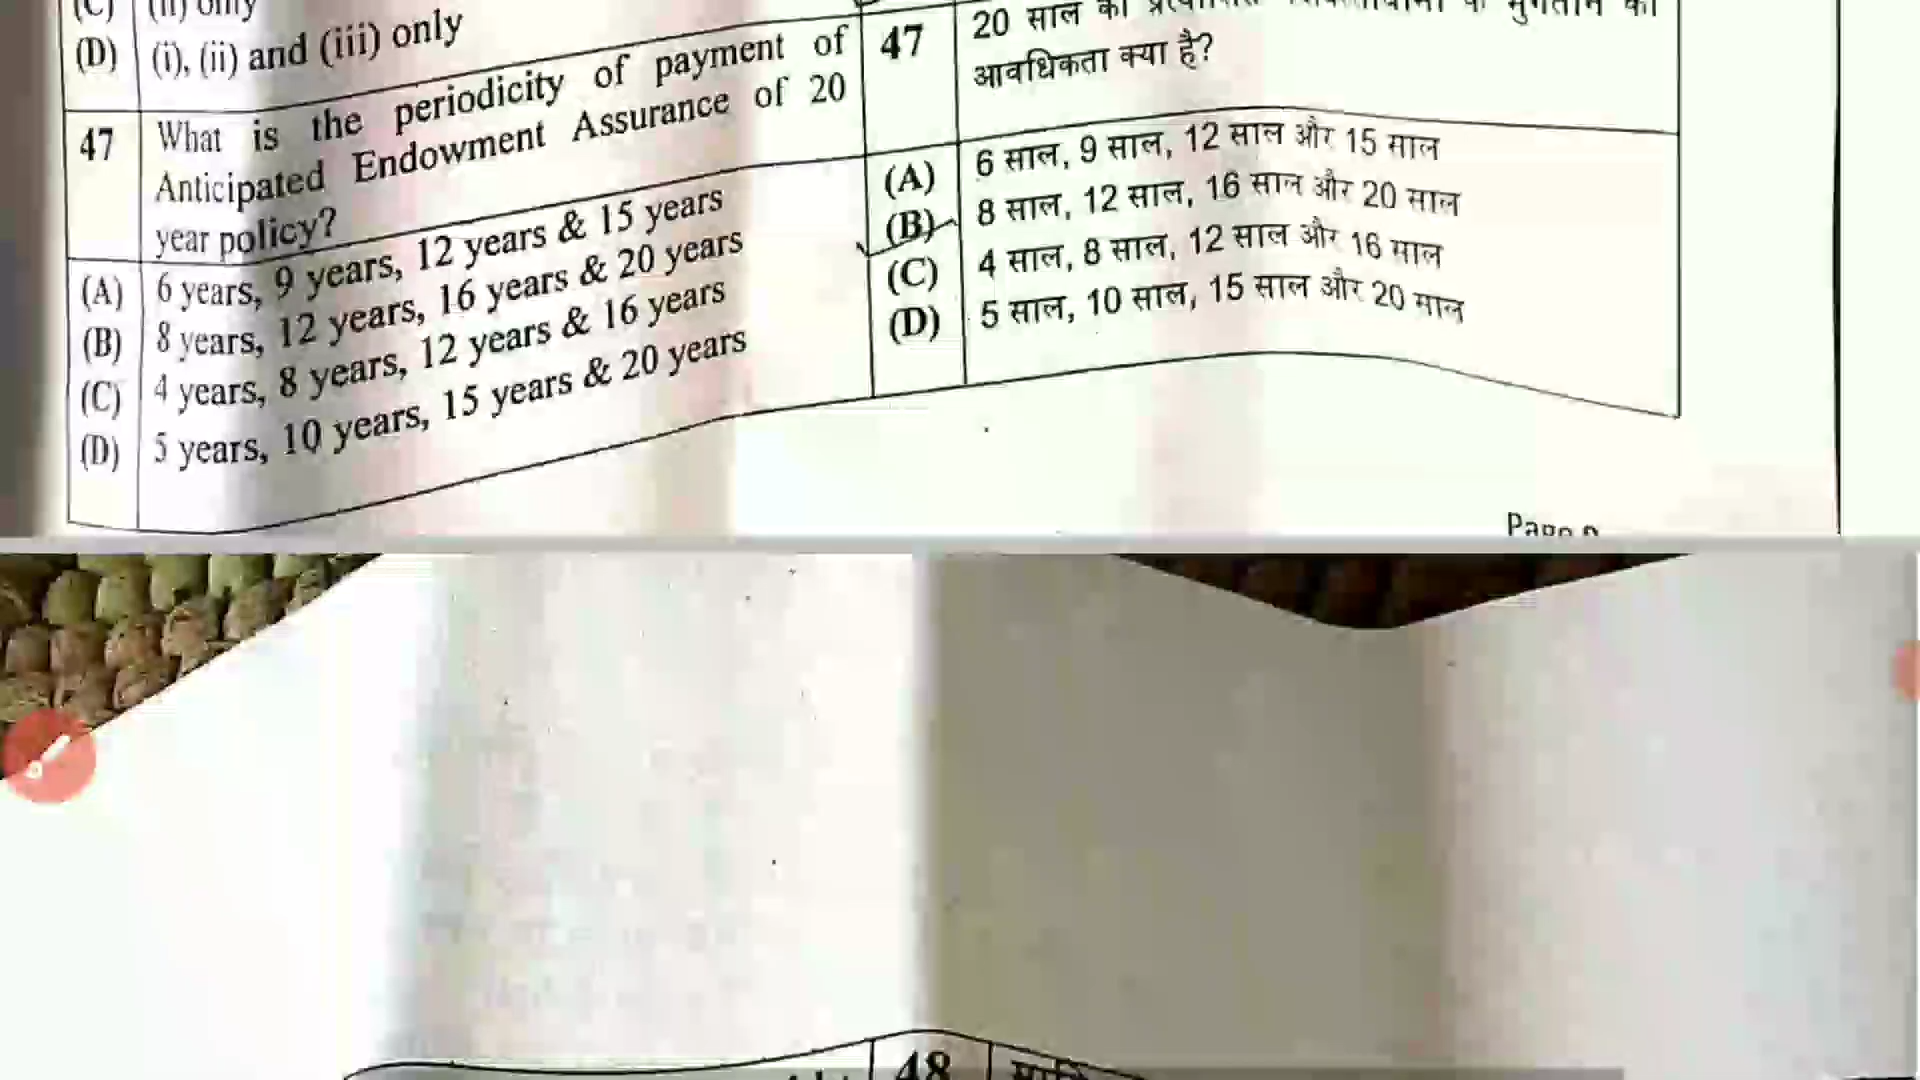 (D) (i), (ii) and (iii) only
47 What is the periodicity of payment of
Anticipated Endowment Assurance of 20
year policy?
(A) 6 years, 9 years, 12 years & 15 years
(B) 8 years, 12 years, 16 years & 20 years
(C) 4 years, 8 years, 12 years & 16 years
(D) 5 years, 10 years, 15 years & 20 years
47 20 साल
आवधिकता क्या है?
(A) 6 साल, 9 साल, 12 साल और 15 साल
(B) 8 साल, 12 साल, 16 साल और 20 साल
(C) 4 साल, 8 साल, 12 साल और 16 साल
(D) 5 साल, 10 साल, 15 साल और 20 साल
48